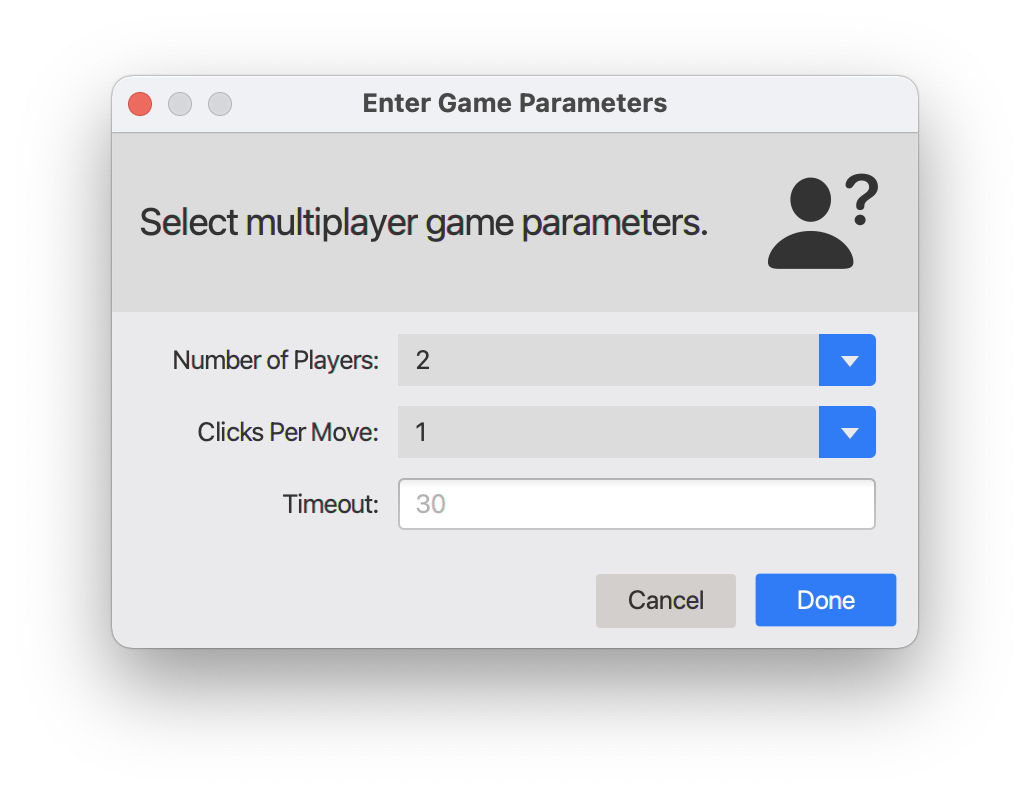 Enter Game Parameters
Select multiplayer game parameters.
?
Number of Players: 2
Clicks Per Move: 1
Timeout: 30
Cancel Done